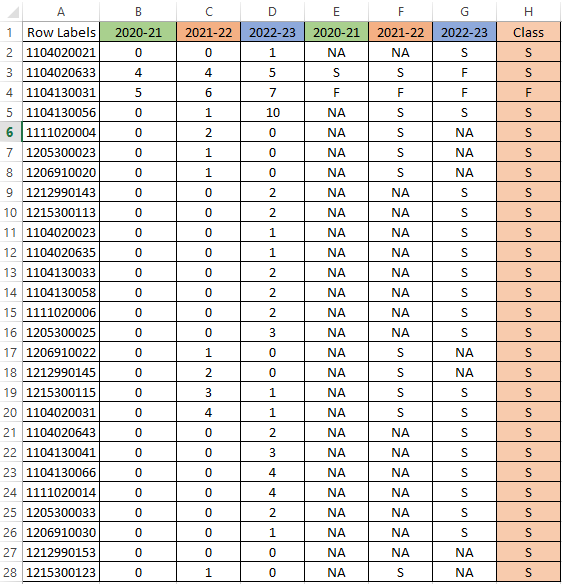 A B C D E F G H
1 Row Labels 2020-21 2021-22 2022-23 2020-21 2021-22 2022-23 Class
2 1104020021 0 0 1 NA NA S S
3 1104020633 4 4 5 S S F S
4 1104130031 5 6 7 F F F F
5 1104130056 0 1 10 NA S S S
6 1111020004 0 2 0 NA S NA S
7 1205300023 0 1 0 NA S NA S
8 1206910020 0 1 0 NA S NA S
9 1212990143 0 0 2 NA NA S S
10 1215300113 0 0 2 NA NA S S
11 1104020023 0 0 1 NA NA S S
12 1104020635 0 0 1 NA NA S S
13 1104130033 0 0 2 NA NA S S
14 1104130058 0 0 2 NA NA S S
15 1111020006 0 0 2 NA NA S S
16 1205300025 0 0 3 NA NA S S
17 1206910022 0 1 0 NA S NA S
18 1212990145 0 2 0 NA S NA S
19 1215300115 0 3 1 NA S S S
20 1104020031 0 4 1 NA S S S
21 1104020643 0 0 2 NA NA S S
22 1104130041 0 0 3 NA NA S S
23 1104130066 0 0 4 NA NA S S
24 1111020014 0 0 4 NA NA S S
25 1205300033 0 0 2 NA NA S S
26 1206910030 0 0 1 NA NA S S
27 1212990153 0 0 0 NA NA NA S
28 1215300123 0 1 0 NA S NA S